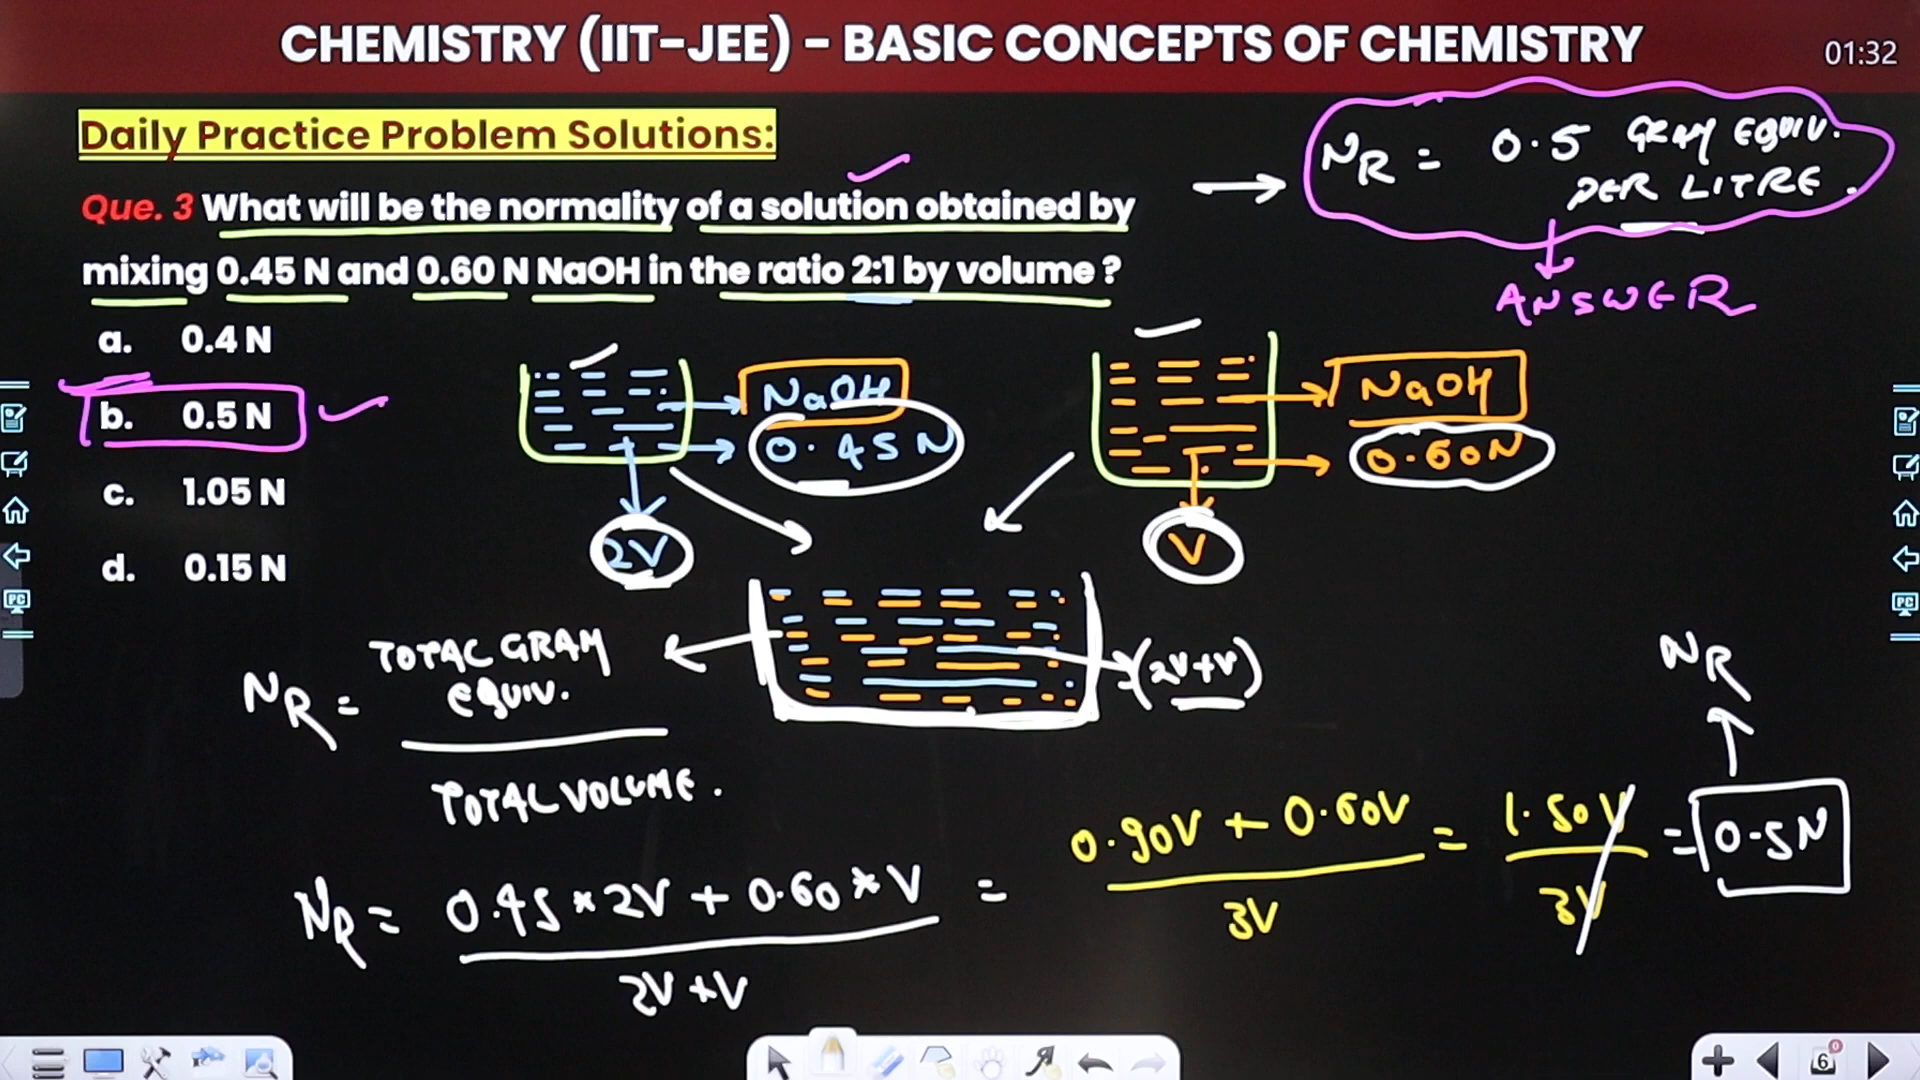 CHEMISTRY (IIT-JEE) - BASIC CONCEPTS OF CHEMISTRY
01:32
Daily Practice Problem Solutions:
Que. 3 What will be the normality of a solution obtained by
mixing 0.45 N and 0.60 N NaOH in the ratio 2:1 by volume ?
a. 0.4 N
b. 0.5 N
c. 1.05 N
d. 0.15 N
NR = 0.5 GRAM EQUIV.
PER LITRE.
ANSWER
NaOH
0.45N
2V
NaOH
0.60N
V
(2V+V)
NR = TOTAL GRAM
EQUIV.
TOTAL VOLUME.
NR = 0.45 * 2V + 0.60 * V =
2V + V
0.90V + 0.60V = 1.50V = 0.5N
3V 3V
NR
PC
PC
6
0